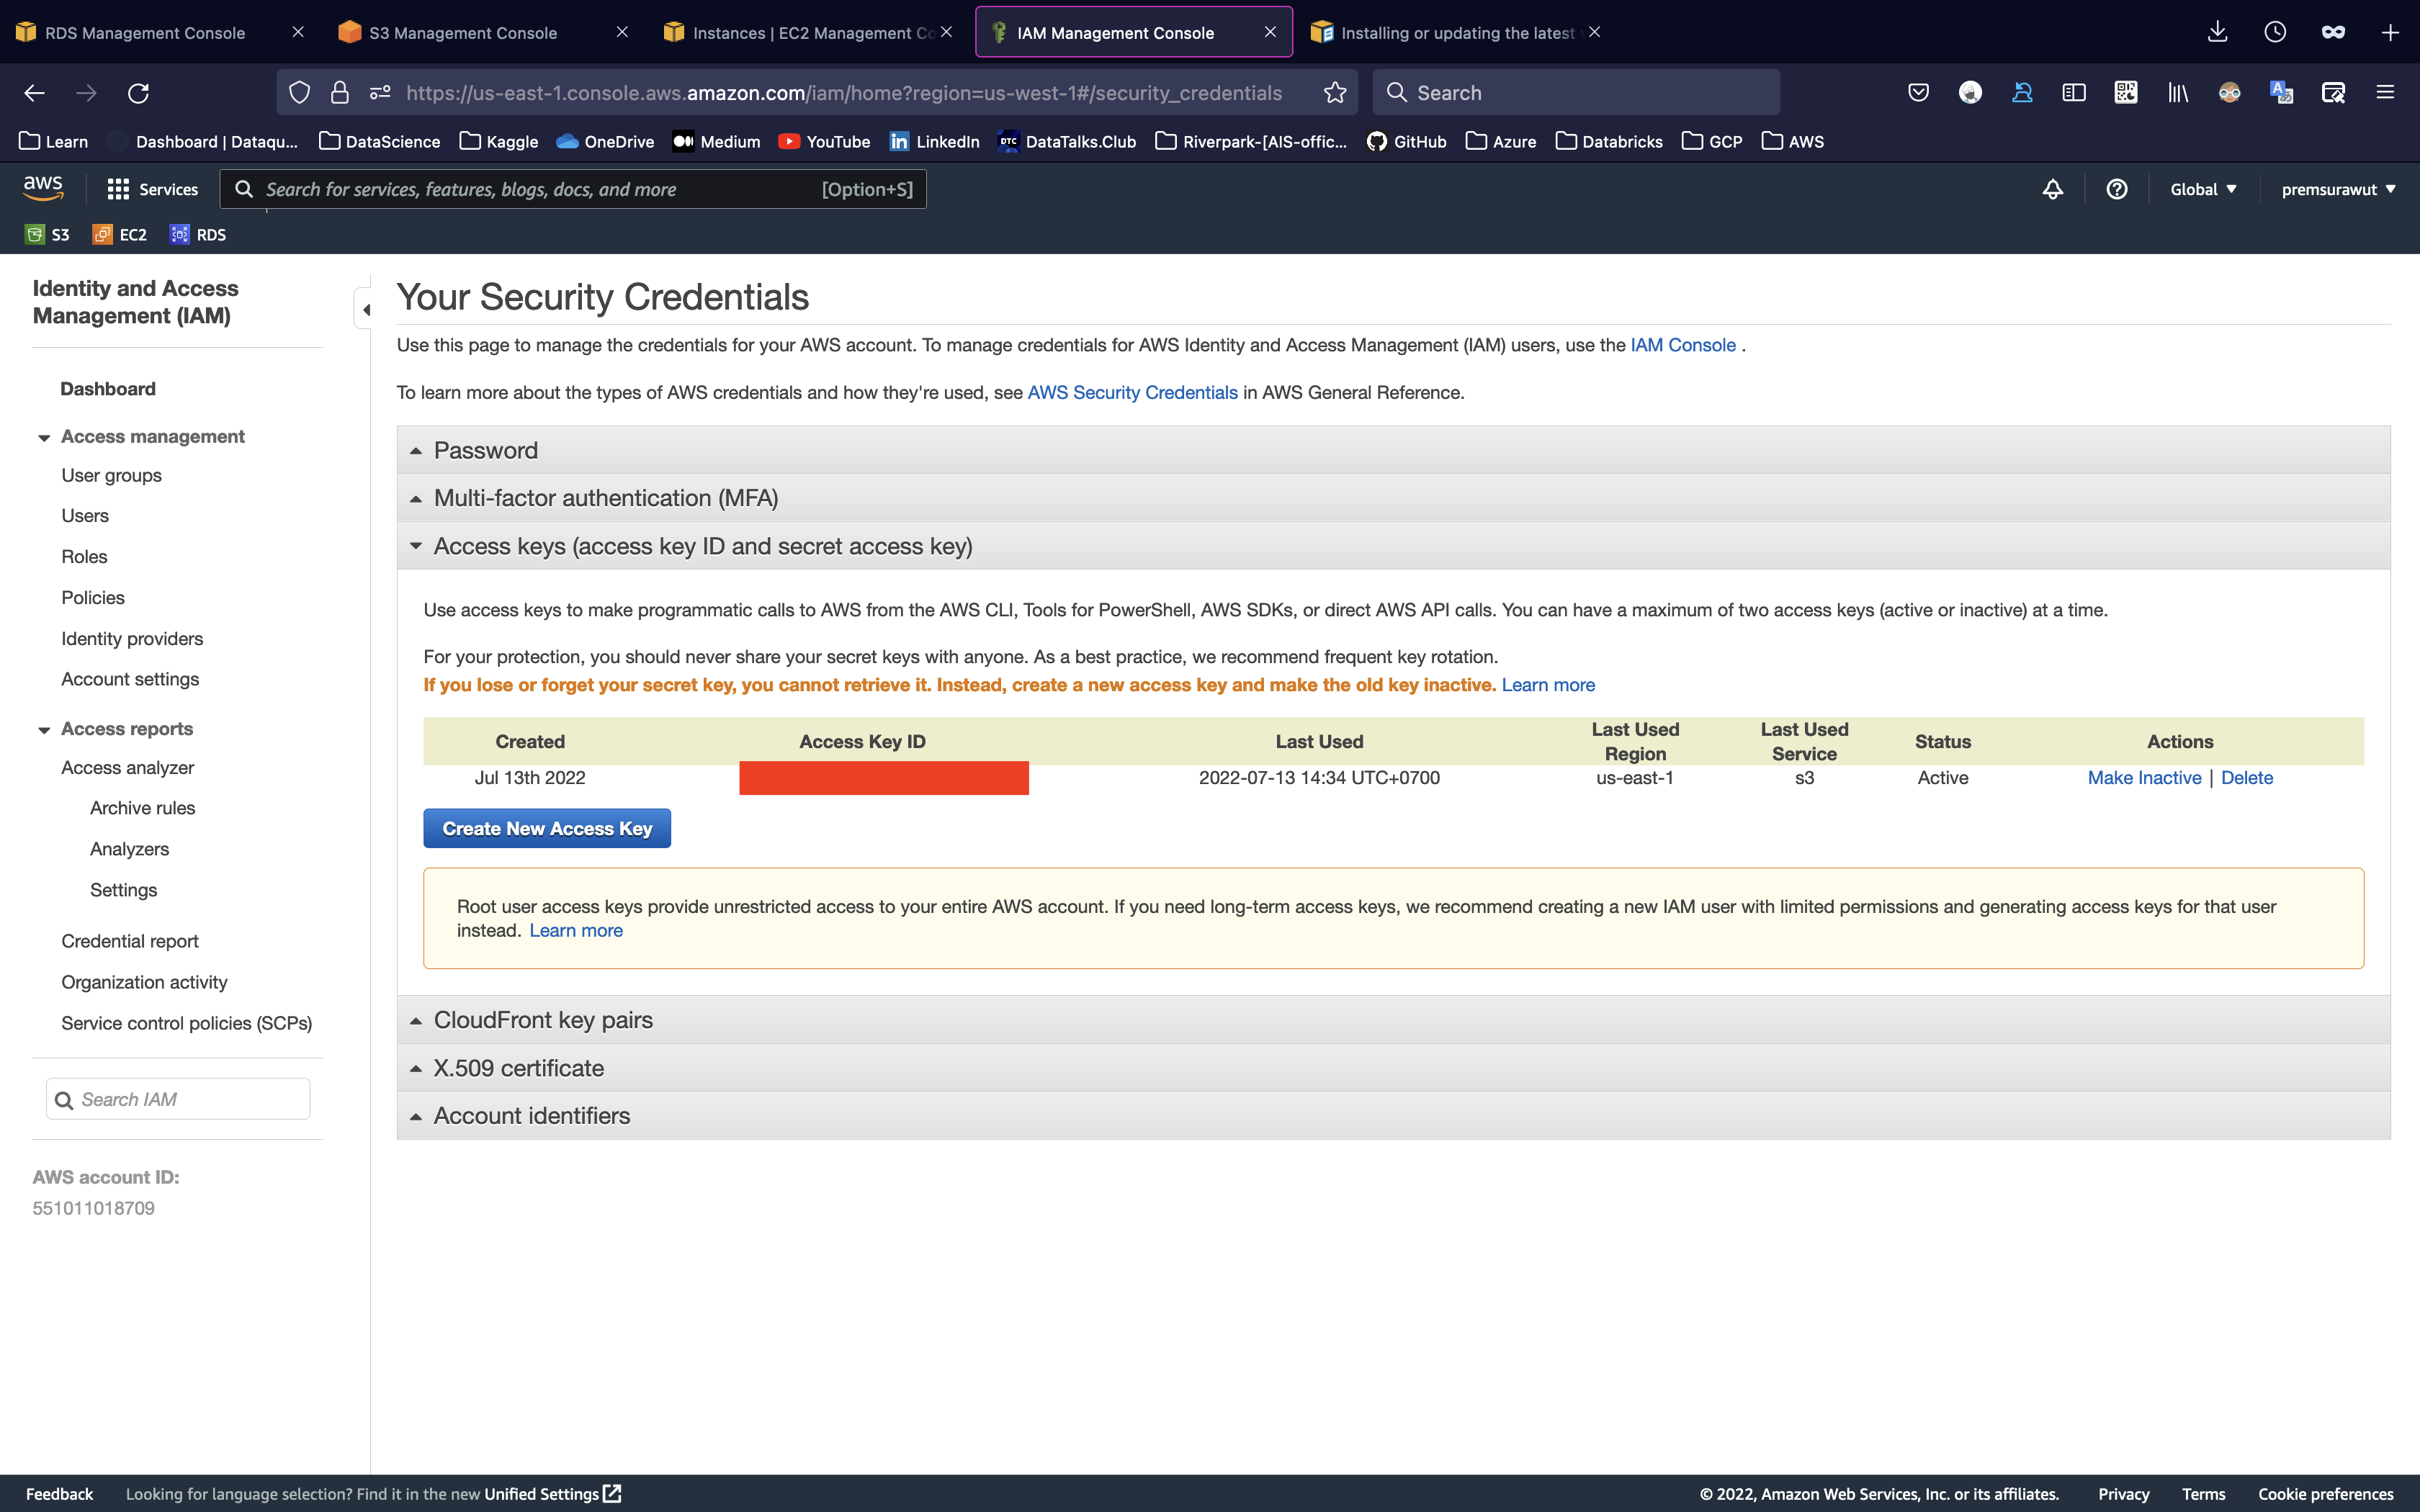 RDS Management Console
S3 Management Console
Instances | EC2 Management Co
IAM Management Console
Installing or updating the latest
https://us-east-1.console.aws.amazon.com/iam/home?region=us-west-1#/security_credentials
Search
Learn
Dashboard | Dataqu...
DataScience
Kaggle
OneDrive
Medium
YouTube
LinkedIn
DTC
DataTalks.Club
Riverpark-[AIS-offic...
GitHub
Azure
Databricks
GCP
AWS
aws
Services
Search for services, features, blogs, docs, and more
[Option+S]
Global
premsurawut
S3
EC2
RDS
Identity and Access
Management (IAM)
Dashboard
Access management
User groups
Users
Roles
Policies
Identity providers
Account settings
Access reports
Access analyzer
Archive rules
Analyzers
Settings
Credential report
Organization activity
Service control policies (SCPs)
Search IAM
AWS account ID:
551011018709
Your Security Credentials
Use this page to manage the credentials for your AWS account. To manage credentials for AWS Identity and Access Management (IAM) users, use the IAM Console .
To learn more about the types of AWS credentials and how they're used, see AWS Security Credentials in AWS General Reference.
Password
Multi-factor authentication (MFA)
Access keys (access key ID and secret access key)
Use access keys to make programmatic calls to AWS from the AWS CLI, Tools for PowerShell, AWS SDKs, or direct AWS API calls. You can have a maximum of two access keys (active or inactive) at a time.
For your protection, you should never share your secret keys with anyone. As a best practice, we recommend frequent key rotation.
If you lose or forget your secret key, you cannot retrieve it. Instead, create a new access key and make the old key inactive. Learn more
Created
Access Key ID
Last Used
Last Used
Region
Last Used
Service
Status
Actions
Jul 13th 2022
2022-07-13 14:34 UTC+0700
us-east-1
s3
Active
Make Inactive | Delete
Create New Access Key
Root user access keys provide unrestricted access to your entire AWS account. If you need long-term access keys, we recommend creating a new IAM user with limited permissions and generating access keys for that user
instead. Learn more
CloudFront key pairs
X.509 certificate
Account identifiers
Feedback
Looking for language selection? Find it in the new Unified Settings
© 2022, Amazon Web Services, Inc. or its affiliates.
Privacy
Terms
Cookie preferences